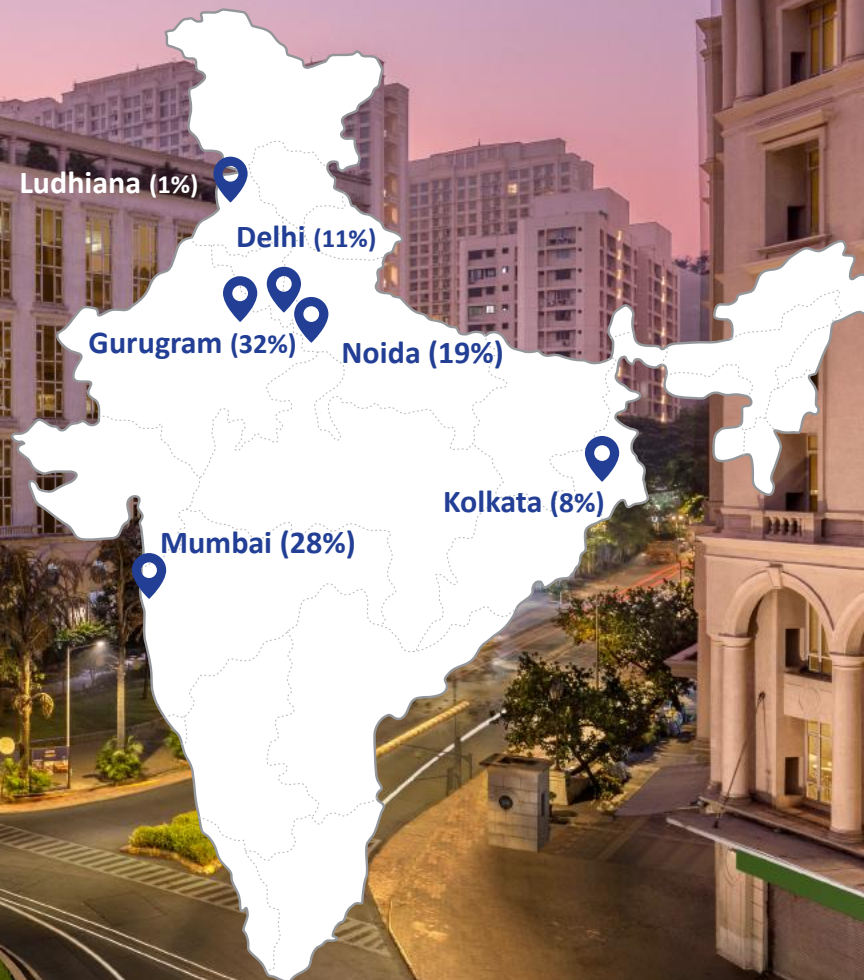 Ludhiana (1%)
Delhi (11%)
Gurugram (32%)
Noida (19%)
Kolkata (8%)
Mumbai (28%)